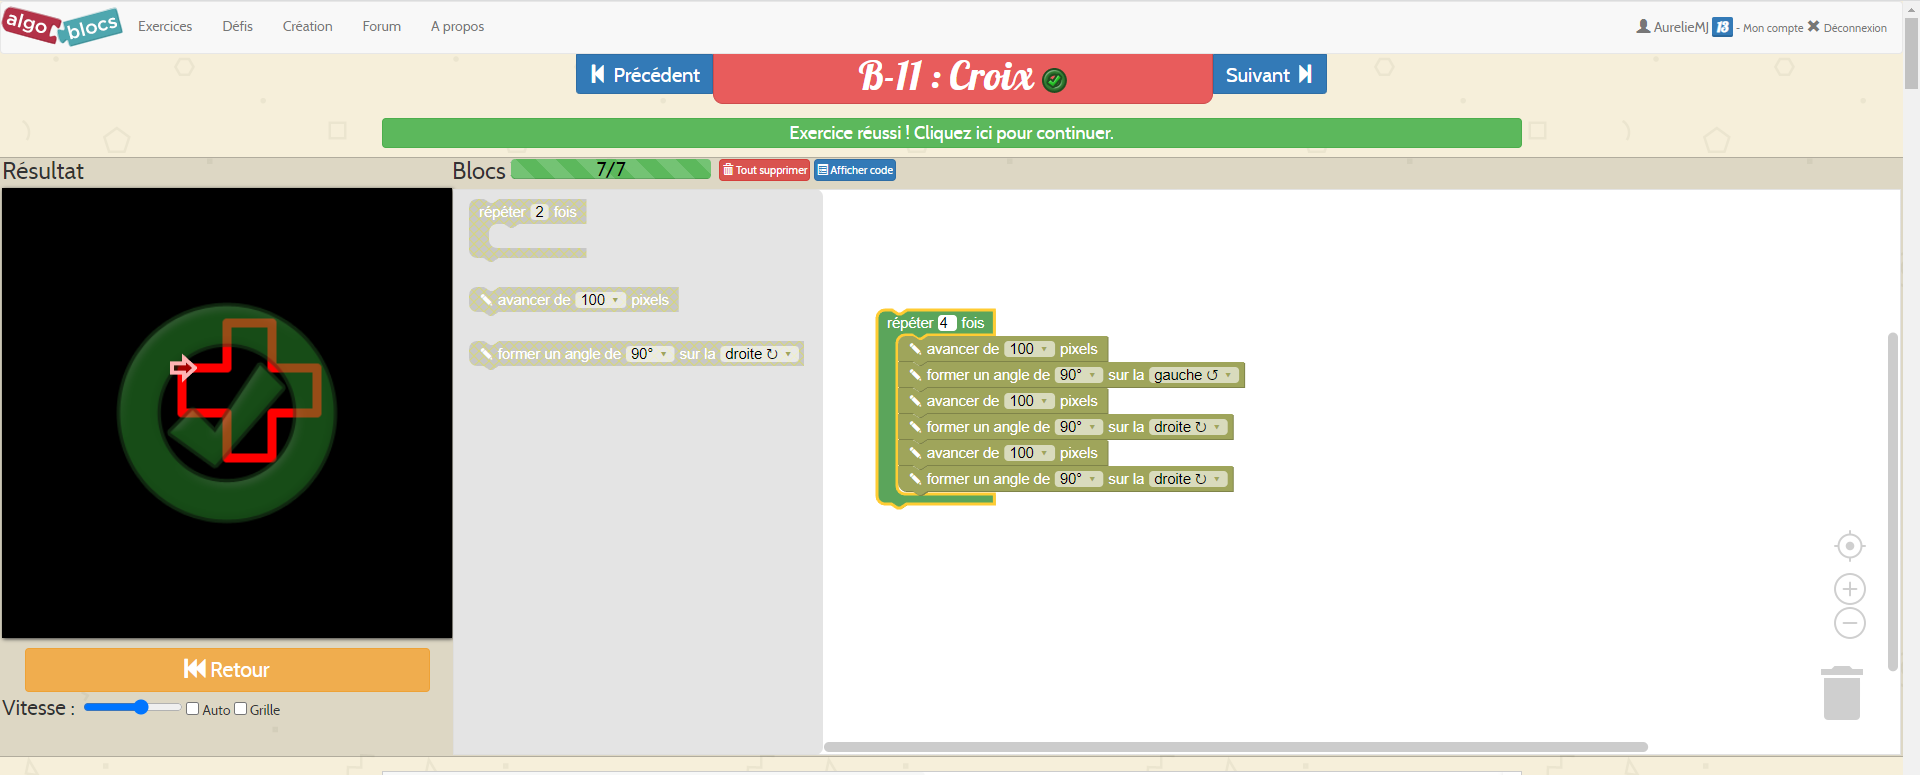 algo blocs
Exercices Défis Création Forum A propos
AurelieMJ 13 - Mon compte Déconnexion
Précédent
B-11 : Croix
Suivant
Exercice réussi ! Cliquez ici pour continuer.
Résultat
Blocs 7/7 Tout supprimer Afficher code
répéter 2 fois
avancer de 100 pixels
former un angle de 90° sur la droite ↻
répéter 4 fois
avancer de 100 pixels
former un angle de 90° sur la gauche ↺
avancer de 100 pixels
former un angle de 90° sur la droite ↻
avancer de 100 pixels
former un angle de 90° sur la droite ↻
Retour
Vitesse : Auto Grille